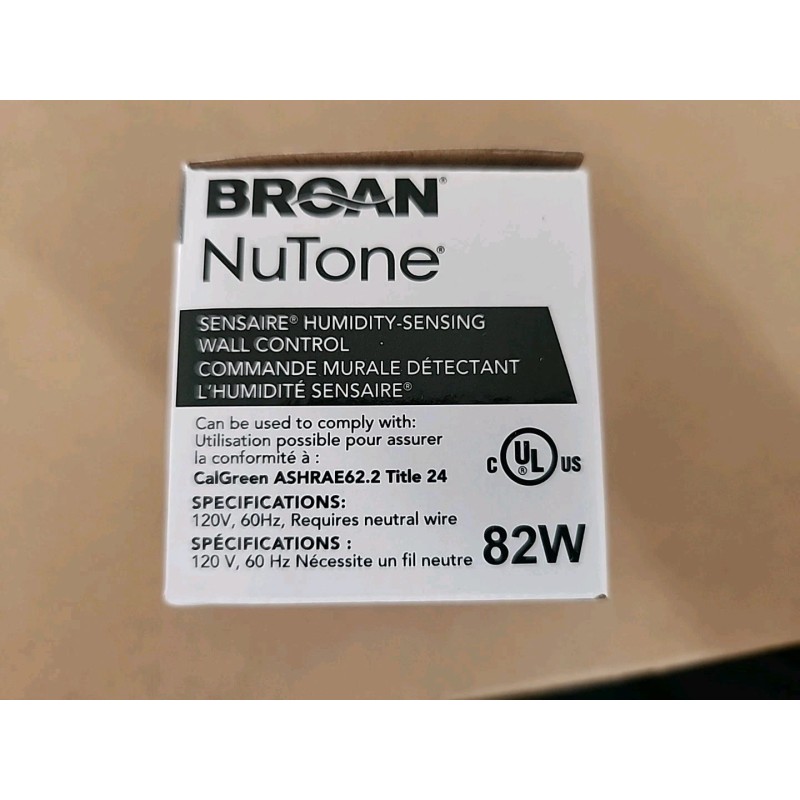 BROAN®
NuTone®
SENSAIRE® HUMIDITY-SENSING
WALL CONTROL
COMMANDE MURALE DÉTECTANT
L'HUMIDITÉ SENSAIRE®
Can be used to comply with:
Utilisation possible pour assurer
la conformité à :
CalGreen ASHRAE62.2 Title 24
C UL US
SPECIFICATIONS:
120V, 60Hz, Requires neutral wire
SPÉCIFICATIONS :
120 V, 60 Hz Nécessite un fil neutre
82W